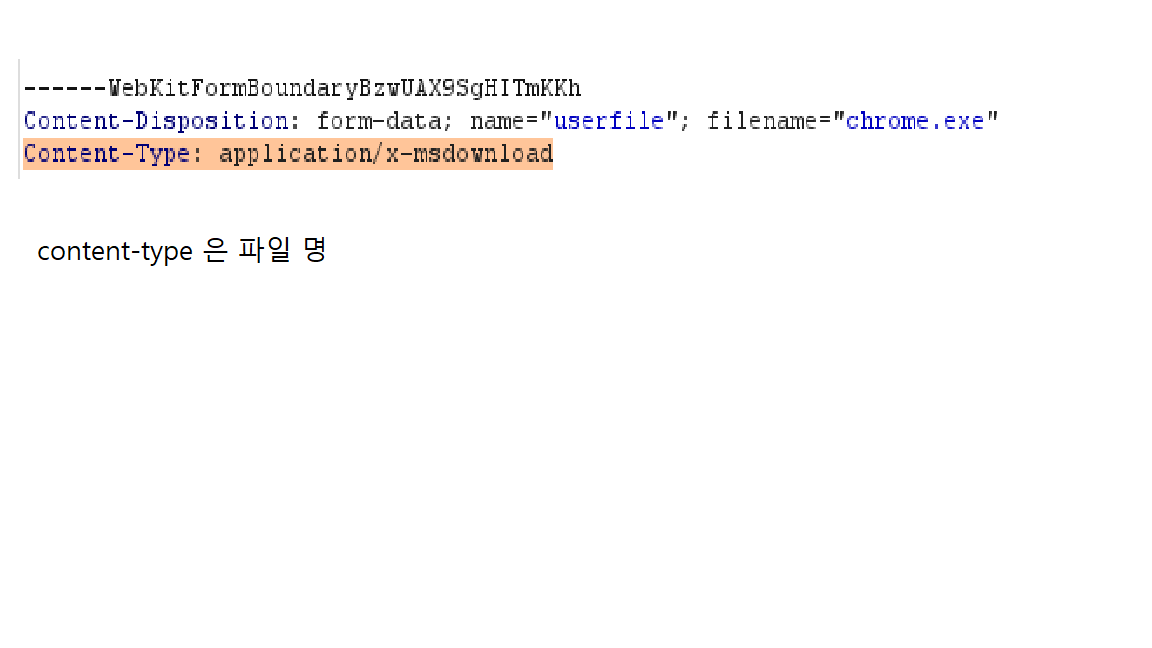 ------WebKitFormBoundaryBzwUAX9SgHITmKKh
Content-Disposition: form-data; name="userfile"; filename="chrome.exe"
Content-Type: application/x-msdownload
content-type 은 파일 명